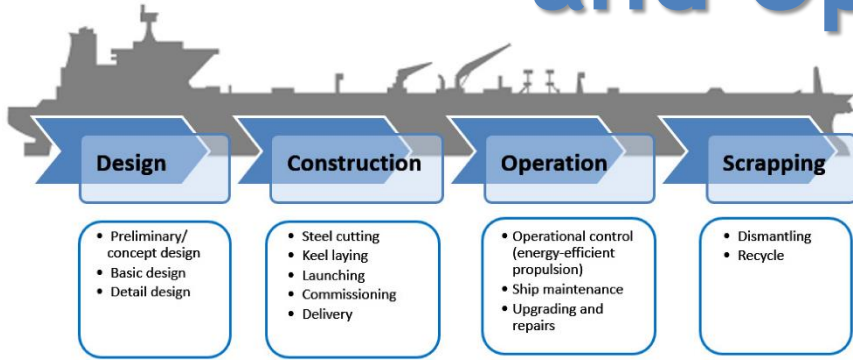 Design
Construction
Operation
Scrapping
• Preliminary/
concept design
• Basic design
• Detail design
• Steel cutting
• Keel laying
• Launching
• Commissioning
• Delivery
• Operational control
(energy-efficient
propulsion)
• Ship maintenance
• Upgrading and
repairs
• Dismantling
• Recycle